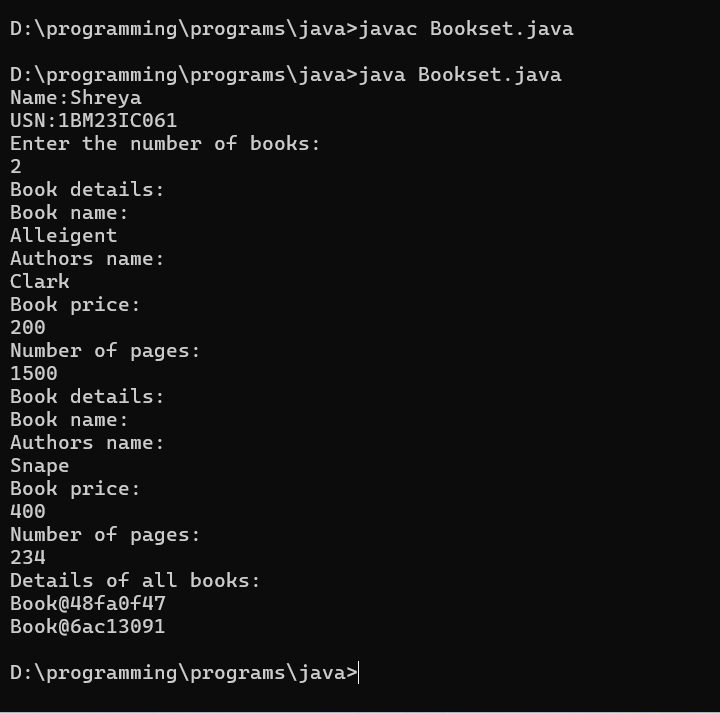 D:\programming\programs\java>javac Bookset.java
D:\programming\programs\java>java Bookset.java
Name:Shreya
USN:1BM23IC061
Enter the number of books:
2
Book details:
Book name:
Alleigent
Authors name:
Clark
Book price:
200
Number of pages:
1500
Book details:
Book name:
Authors name:
Snape
Book price:
400
Number of pages:
234
Details of all books:
Book@48fa0f47
Book@6ac13091
D:\programming\programs\java>